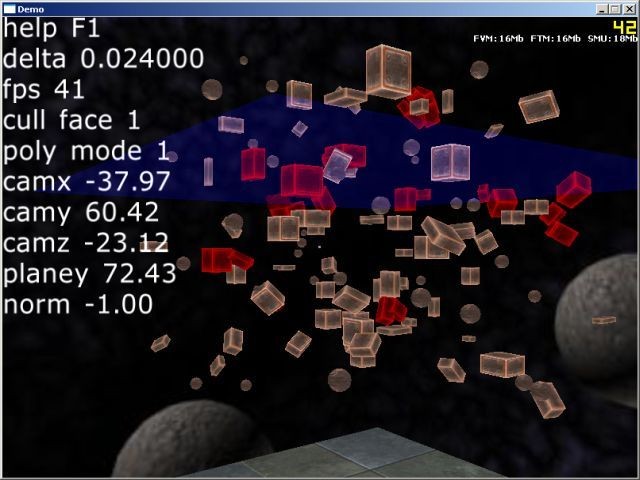 Demo
42
FVM:16Mb FTM:16Mb SMU:18Mb
help F1
delta 0.024000
fps 41
cull face 1
poly mode 1
camx -37.97
camy 60.42
camz -23.12
planey 72.43
norm -1.00